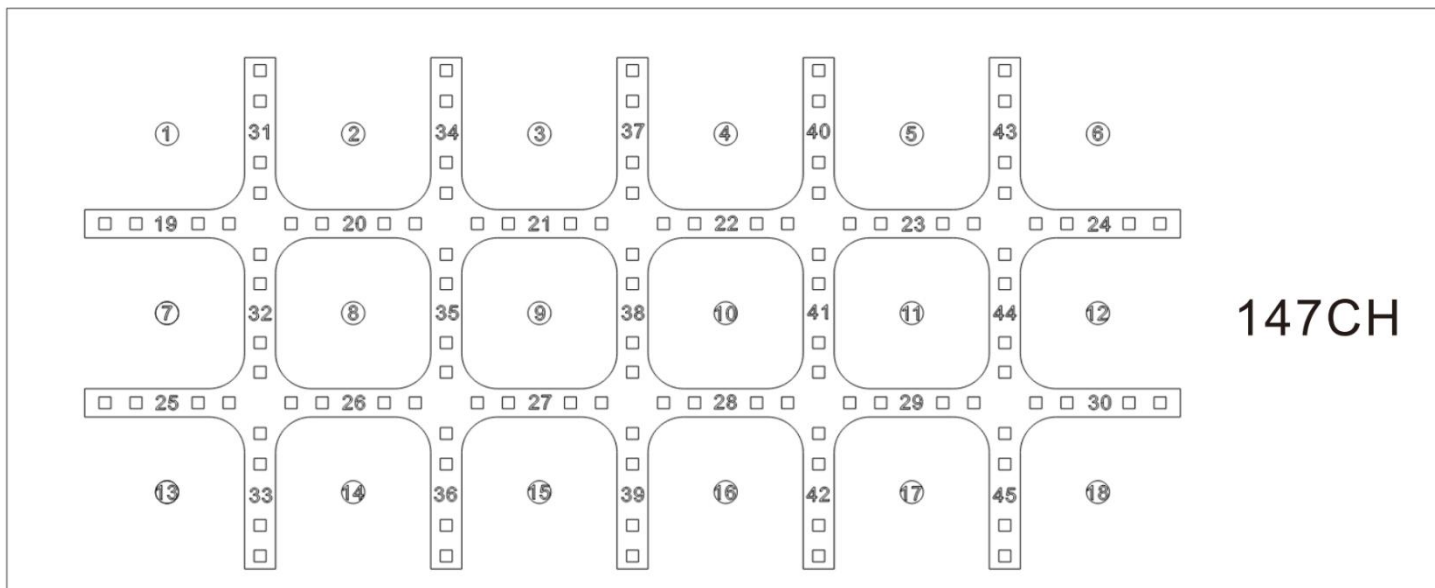 ① 31 ② 34 ③ 37 ④ 40 ⑤ 43 ⑥
19 20 21 22 23 24
⑦ 32 ⑧ 35 ⑨ 38 ⑩ 41 ⑪ 44 ⑫
147CH
25 26 27 28 29 30
⑬ 33 ⑭ 36 ⑮ 39 ⑯ 42 ⑰ 45 ⑱